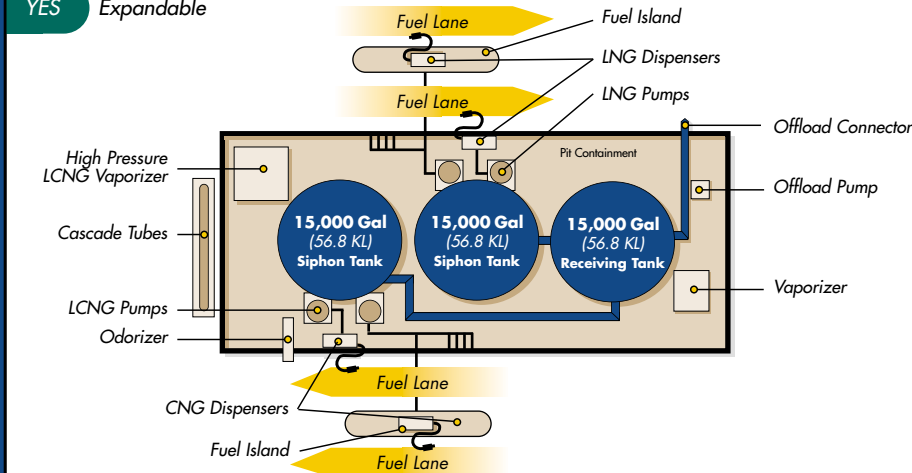 YES
Expandable
Fuel Lane
Fuel Island
LNG Dispensers
Fuel Lane
LNG Pumps
Offload Connector
Pit Containment
High Pressure
LCNG Vaporizer
Offload Pump
15,000 Gal
(56.8 KL)
Siphon Tank
15,000 Gal
(56.8 KL)
Siphon Tank
15,000 Gal
(56.8 KL)
Receiving Tank
Cascade Tubes
Vaporizer
LCNG Pumps
Odorizer
Fuel Lane
CNG Dispensers
Fuel Island
Fuel Lane